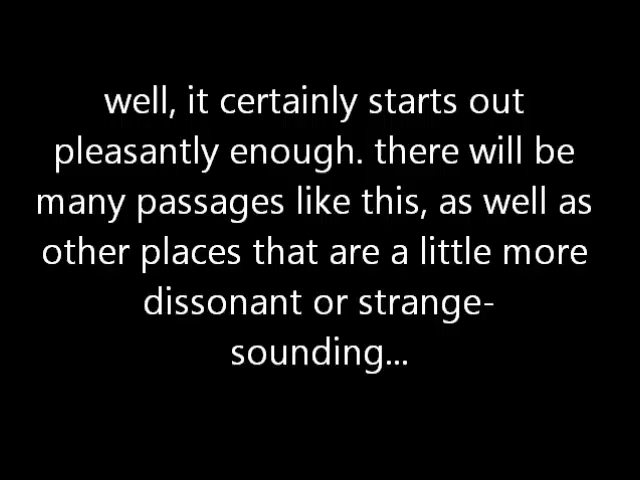 well, it certainly starts out
pleasantly enough. there will be
many passages like this, as well as
other places that are a little more
dissonant or strange-
sounding...